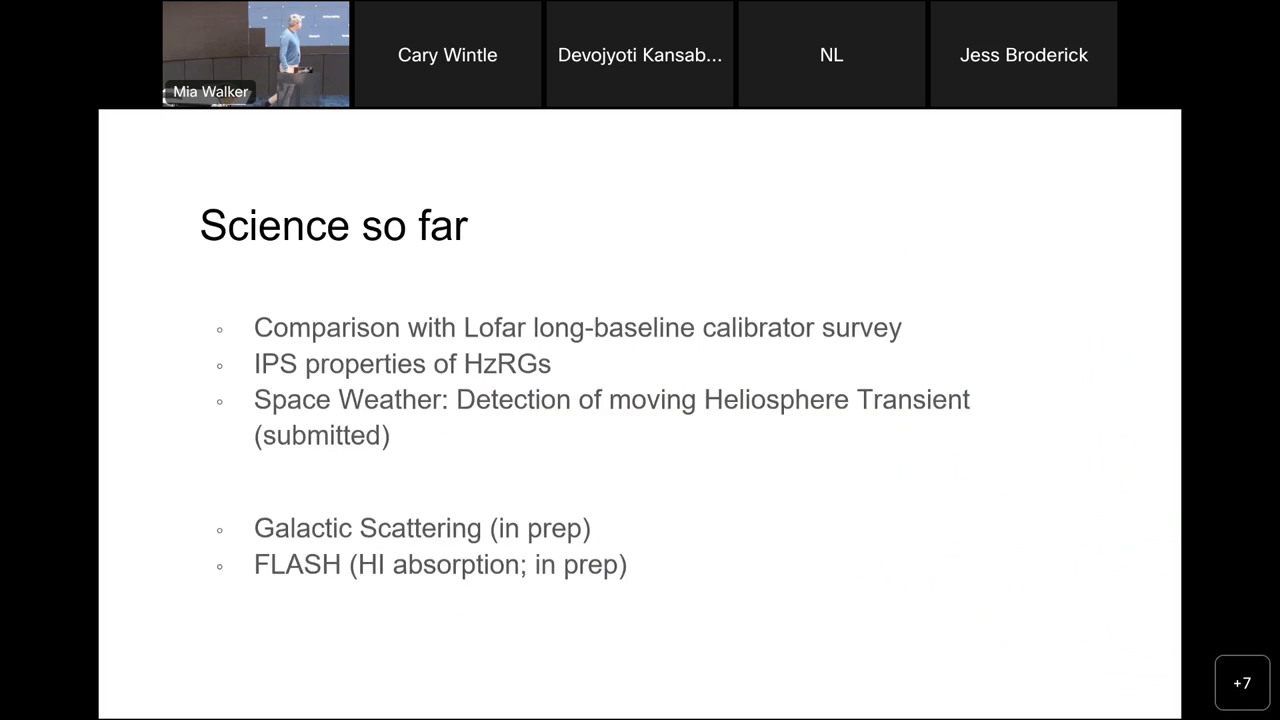 Mia Walker
Cary Wintle
Devojyoti Kansab...
NL
Jess Broderick
Science so far
Comparison with Lofar long-baseline calibrator survey
IPS properties of HzRGs
Space Weather: Detection of moving Heliosphere Transient
(submitted)
Galactic Scattering (in prep)
FLASH (HI absorption; in prep)
+7